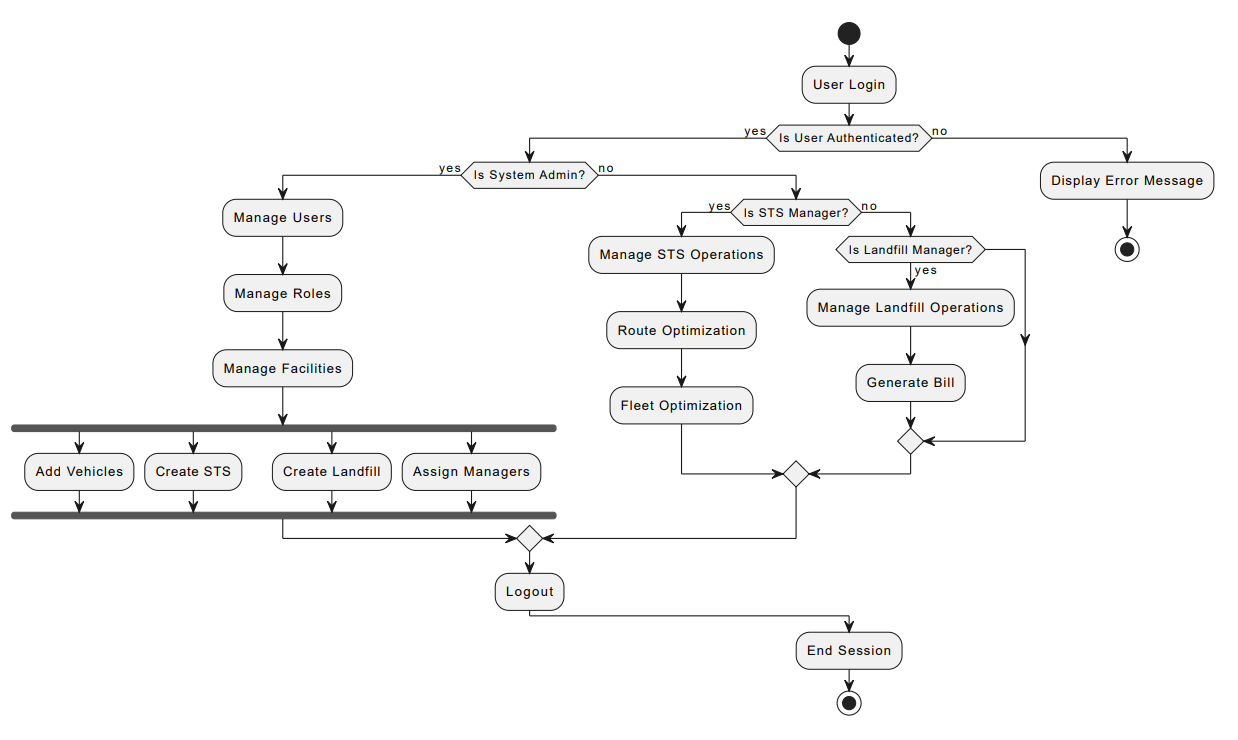 User Login
yes
Is User Authenticated?
no
yes
Is System Admin?
no
Display Error Message
yes
Is STS Manager?
no
Manage Users
Manage STS Operations
Is Landfill Manager?
yes
Manage Roles
Manage Landfill Operations
Route Optimization
Manage Facilities
Generate Bill
Fleet Optimization
Add Vehicles
Create STS
Create Landfill
Assign Managers
Logout
End Session